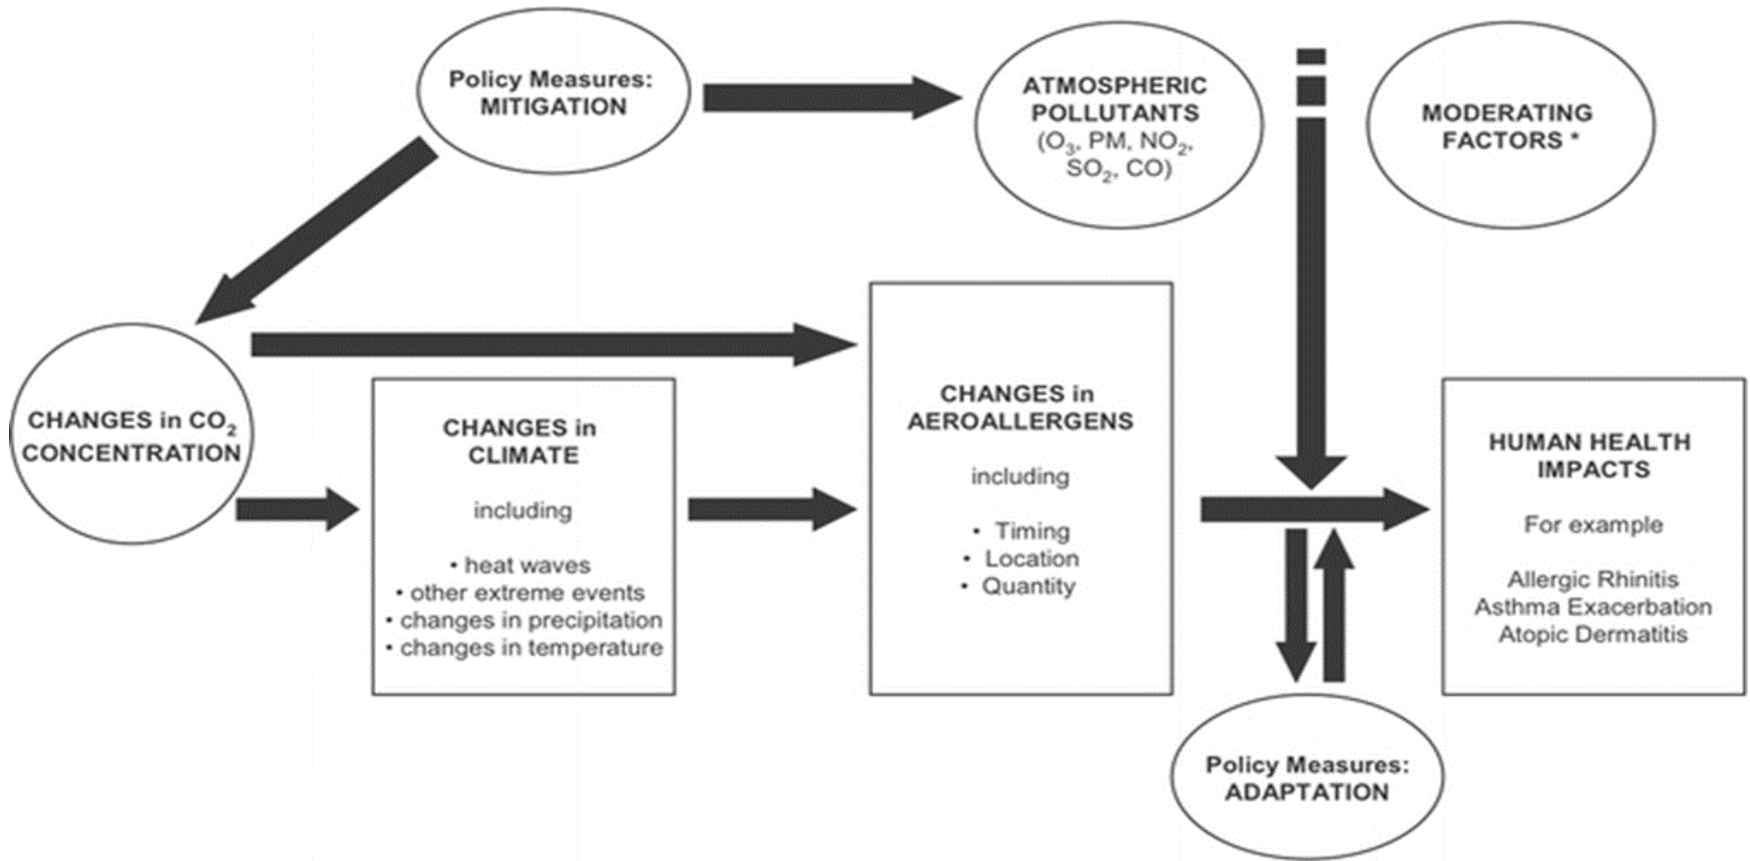 Policy Measures:
MITIGATION
ATMOSPHERIC
POLLUTANTS
(O₃, PM, NO₂,
SO₂, CO)
MODERATING
FACTORS *
CHANGES in CO₂
CONCENTRATION
CHANGES in
CLIMATE
including
• heat waves
• other extreme events
• changes in precipitation
• changes in temperature
CHANGES in
AEROALLERGENS
including
• Timing
• Location
• Quantity
HUMAN HEALTH
IMPACTS
For example
Allergic Rhinitis
Asthma Exacerbation
Atopic Dermatitis
Policy Measures:
ADAPTATION